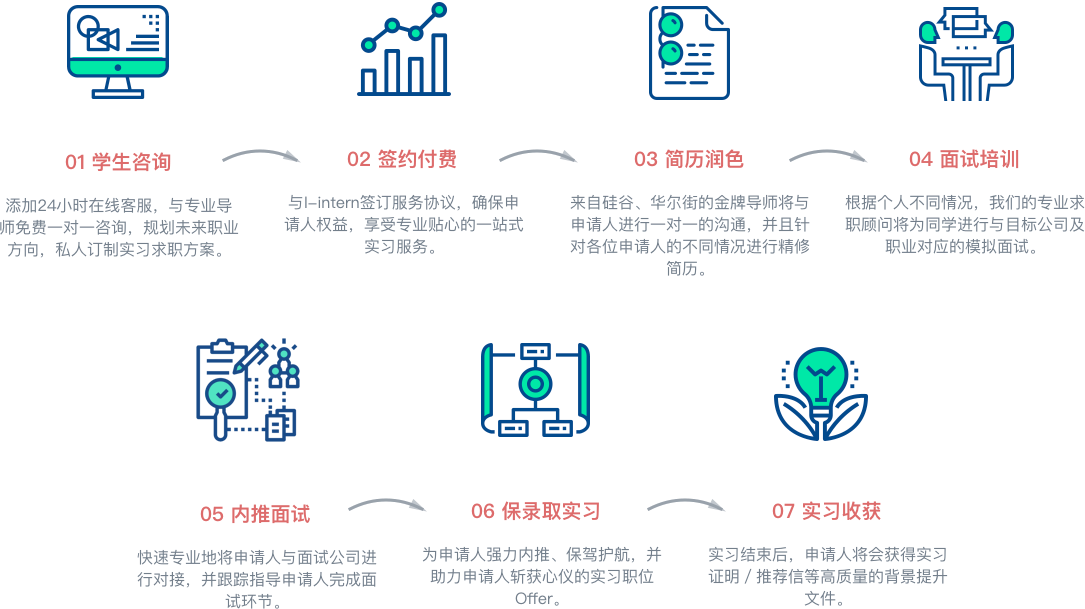 01 学生咨询
添加24小时在线客服，与专业导
师免费一对一咨询，规划未来职业
方向，私人订制实习求职方案。
02 签约付费
与I-intern签订服务协议，确保申
请人权益，享受专业贴心的一站式
实习服务。
03 简历润色
来自硅谷、华尔街的金牌导师将与
申请人进行一对一的沟通，并且针
对各位申请人的不同情况进行精修
简历。
04 面试培训
根据个人不同情况，我们的专业求
职顾问将为同学进行与目标公司及
职业对应的模拟面试。
05 内推面试
快速专业地将申请人与面试公司进
行对接，并跟踪指导申请人完成面
试环节。
06 保录取实习
为申请人强力内推、保驾护航，并
助力申请人斩获心仪的实习职位
Offer。
07 实习收获
实习结束后，申请人将会获得实习
证明 / 推荐信等高质量的背景提升
文件。